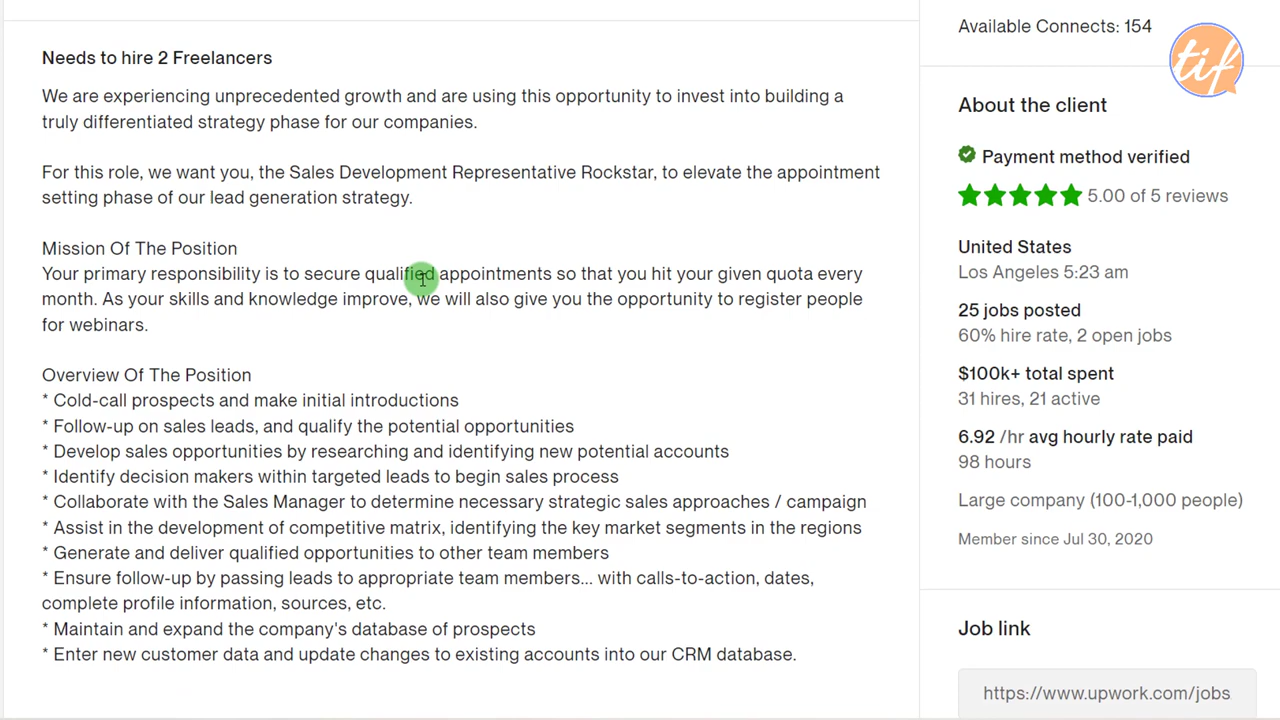 Needs to hire 2 Freelancers
We are experiencing unprecedented growth and are using this opportunity to invest into building a
truly differentiated strategy phase for our companies.
For this role, we want you, the Sales Development Representative Rockstar, to elevate the appointment
setting phase of our lead generation strategy.
Mission Of The Position
Your primary responsibility is to secure qualified appointments so that you hit your given quota every
month. As your skills and knowledge improve, we will also give you the opportunity to register people
for webinars.
Overview Of The Position
* Cold-call prospects and make initial introductions
* Follow-up on sales leads, and qualify the potential opportunities
* Develop sales opportunities by researching and identifying new potential accounts
* Identify decision makers within targeted leads to begin sales process
* Collaborate with the Sales Manager to determine necessary strategic sales approaches / campaign
* Assist in the development of competitive matrix, identifying the key market segments in the regions
* Generate and deliver qualified opportunities to other team members
* Ensure follow-up by passing leads to appropriate team members... with calls-to-action, dates,
complete profile information, sources, etc.
* Maintain and expand the company's database of prospects
* Enter new customer data and update changes to existing accounts into our CRM database.
Available Connects: 154
tif
About the client
Payment method verified
5.00 of 5 reviews
United States
Los Angeles 5:23 am
25 jobs posted
60% hire rate, 2 open jobs
$100k+ total spent
31 hires, 21 active
6.92 /hr avg hourly rate paid
98 hours
Large company (100-1,000 people)
Member since Jul 30, 2020
Job link
https://www.upwork.com/jobs